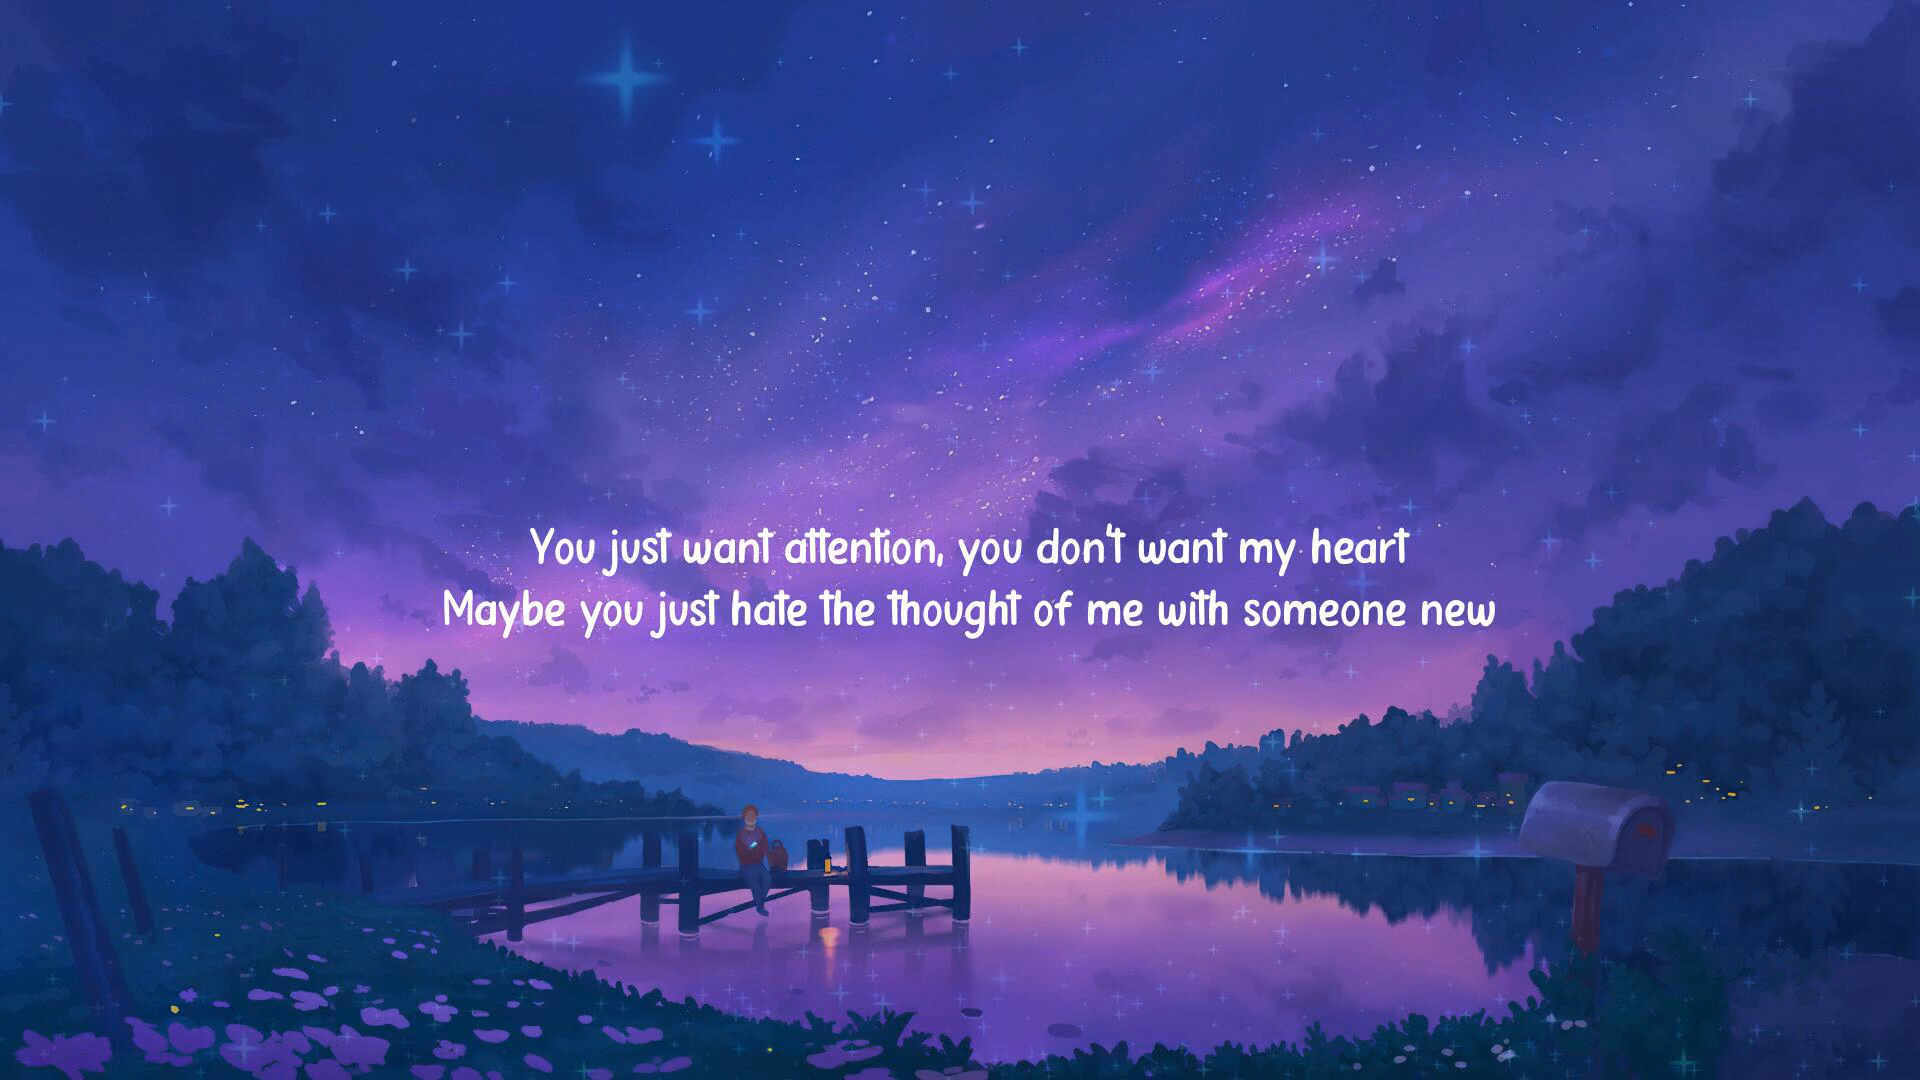 You just want attention, you don't want my heart
Maybe you just hate the thought of me with someone new